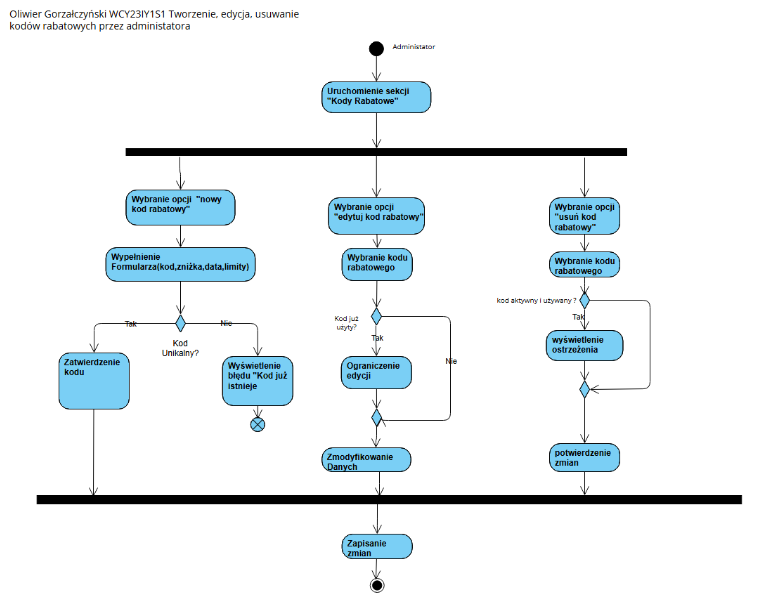 Oliwier Gorzałczyński WCY23IY1S1 Tworzenie, edycja, usuwanie
kodów rabatowych przez administatora
Administator
Uruchomienie sekcji
"Kody Rabatowe"
Wybranie opcji "nowy
kod rabatowy"
Wybranie opcji
"edytuj kod rabatowy"
Wybranie opcji
"usuń kod
rabatowy"
Wypełnienie
Formularza(kod,zniżka,data,limity)
Wybranie kodu
rabatowego
Wybranie kodu
rabatowego
kod aktywny i używany ?
Kod już
użyty?
Tak
Tak
Nie
Kod
Unikalny?
Tak
Nie
wyświetlenie
ostrzeżenia
Zatwierdzenie
kodu
Wyświetlenie
błędu "Kod już
istnieje
Ograniczenie
edycji
Zmodyfikowanie
Danych
potwierdzenie
zmian
Zapisanie
zmian